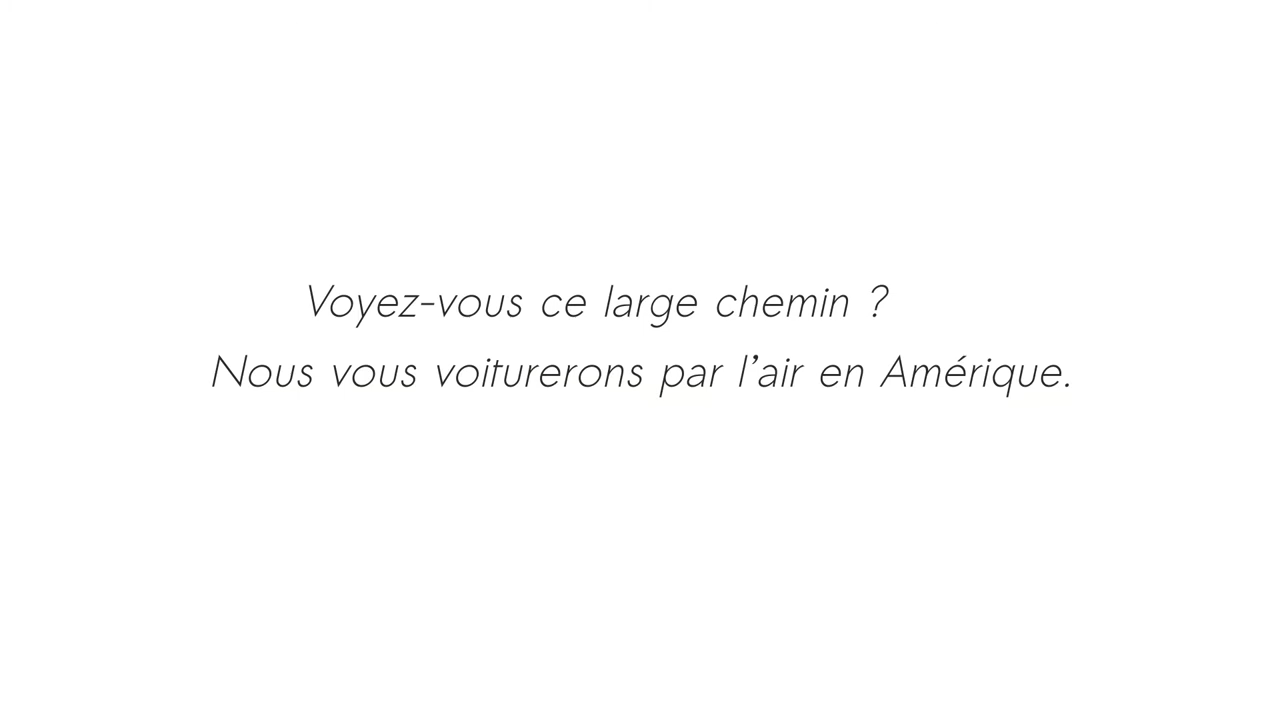 Voyez-vous ce large chemin ?
Nous vous voiturerons par l’air en Amérique.